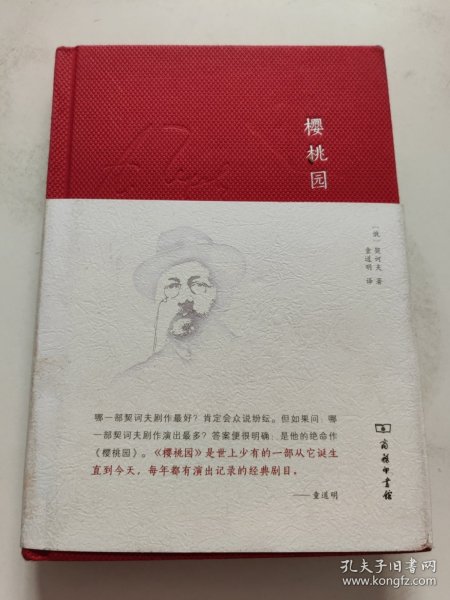 樱桃园
〔俄〕契诃夫 著
童道明 译
哪一部契诃夫剧作最好？肯定会众说纷纭。但如果问：哪
一部契诃夫剧作演出最多？答案便很明确：是他的绝命作
《樱桃园》。《樱桃园》是世上少有的一部从它诞生
直到今天，每年都有演出记录的经典剧目。
——童道明
商务印书馆
孔夫子旧书网
www.kongfz.com